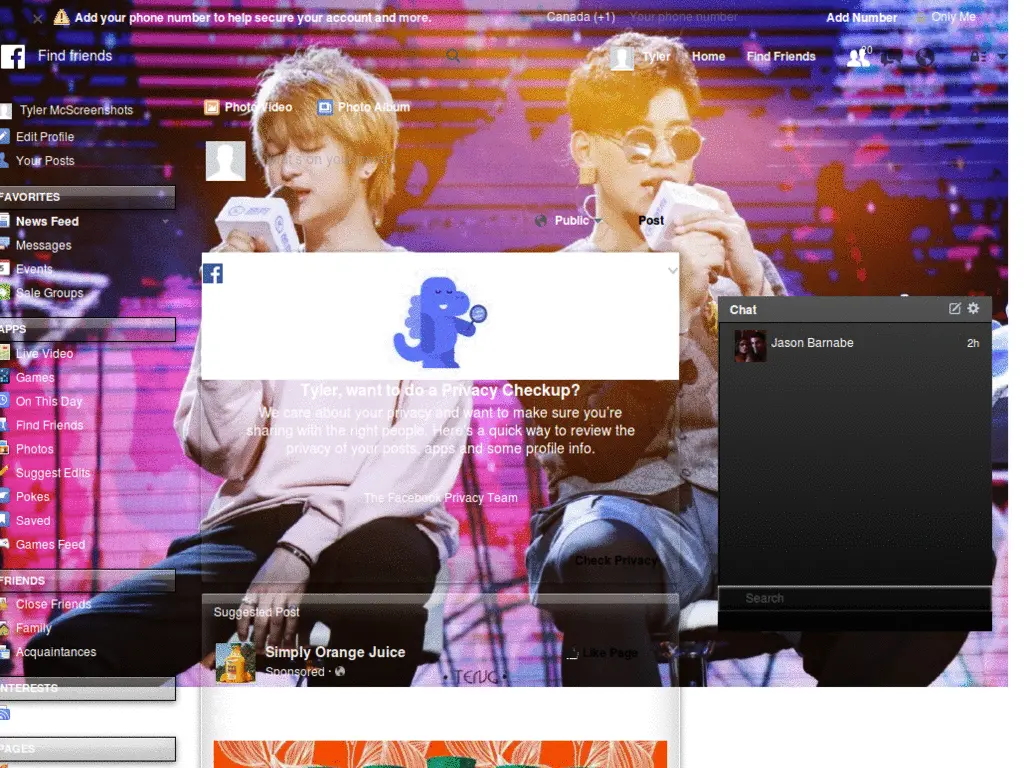 Add your phone number to help secure your account and more.
Canada (+1)
Your phone number
Add Number
Only Me
Find friends
Tyler
Home
Find Friends
20
Tyler McScreenshots
Edit Profile
Your Posts
FAVORITES
News Feed
Messages
Events
Sale Groups
APPS
Live Video
Games
On This Day
Find Friends
Photos
Suggest Edits
Pokes
Saved
Games Feed
FRIENDS
Close Friends
Family
Acquaintances
INTERESTS
PAGES
Photo/Video
Photo Album
What's on your
Public
Post
Tyler, want to do a Privacy Checkup?
We care about your privacy and want to make sure you're
sharing with the right people. Here's a quick way to review the
privacy of your posts, apps and some profile info.
The Facebook Privacy Team
Check Privacy
Suggested Post
Simply Orange Juice
Sponsored ·
Like Page
Chat
Jason Barnabe
2h
Search